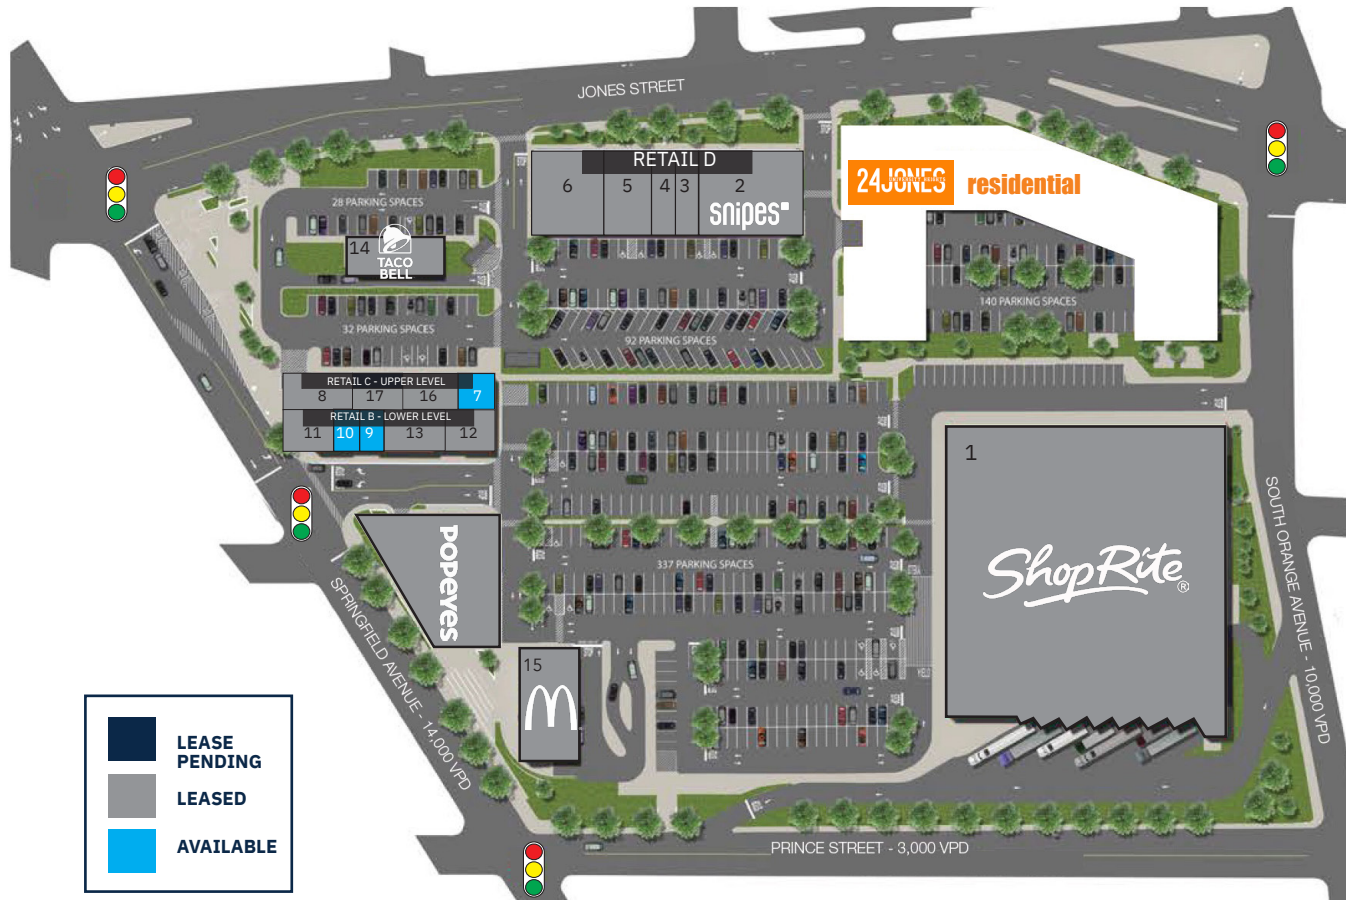 JONES STREET
RETAIL D
6
5
4
3
2
snipes
24JONES
residential
28 PARKING SPACES
14
TACO
BELL
32 PARKING SPACES
92 PARKING SPACES
140 PARKING SPACES
RETAIL C - UPPER LEVEL
8
17
16
7
RETAIL B - LOWER LEVEL
11
10
9
13
12
1
ShopRite®
337 PARKING SPACES
POPEYES
15
SPRINGFIELD AVENUE - 14,000 VPD
SOUTH ORANGE AVENUE - 10,000 VPD
PRINCE STREET - 3,000 VPD
LEASE
PENDING
LEASED
AVAILABLE